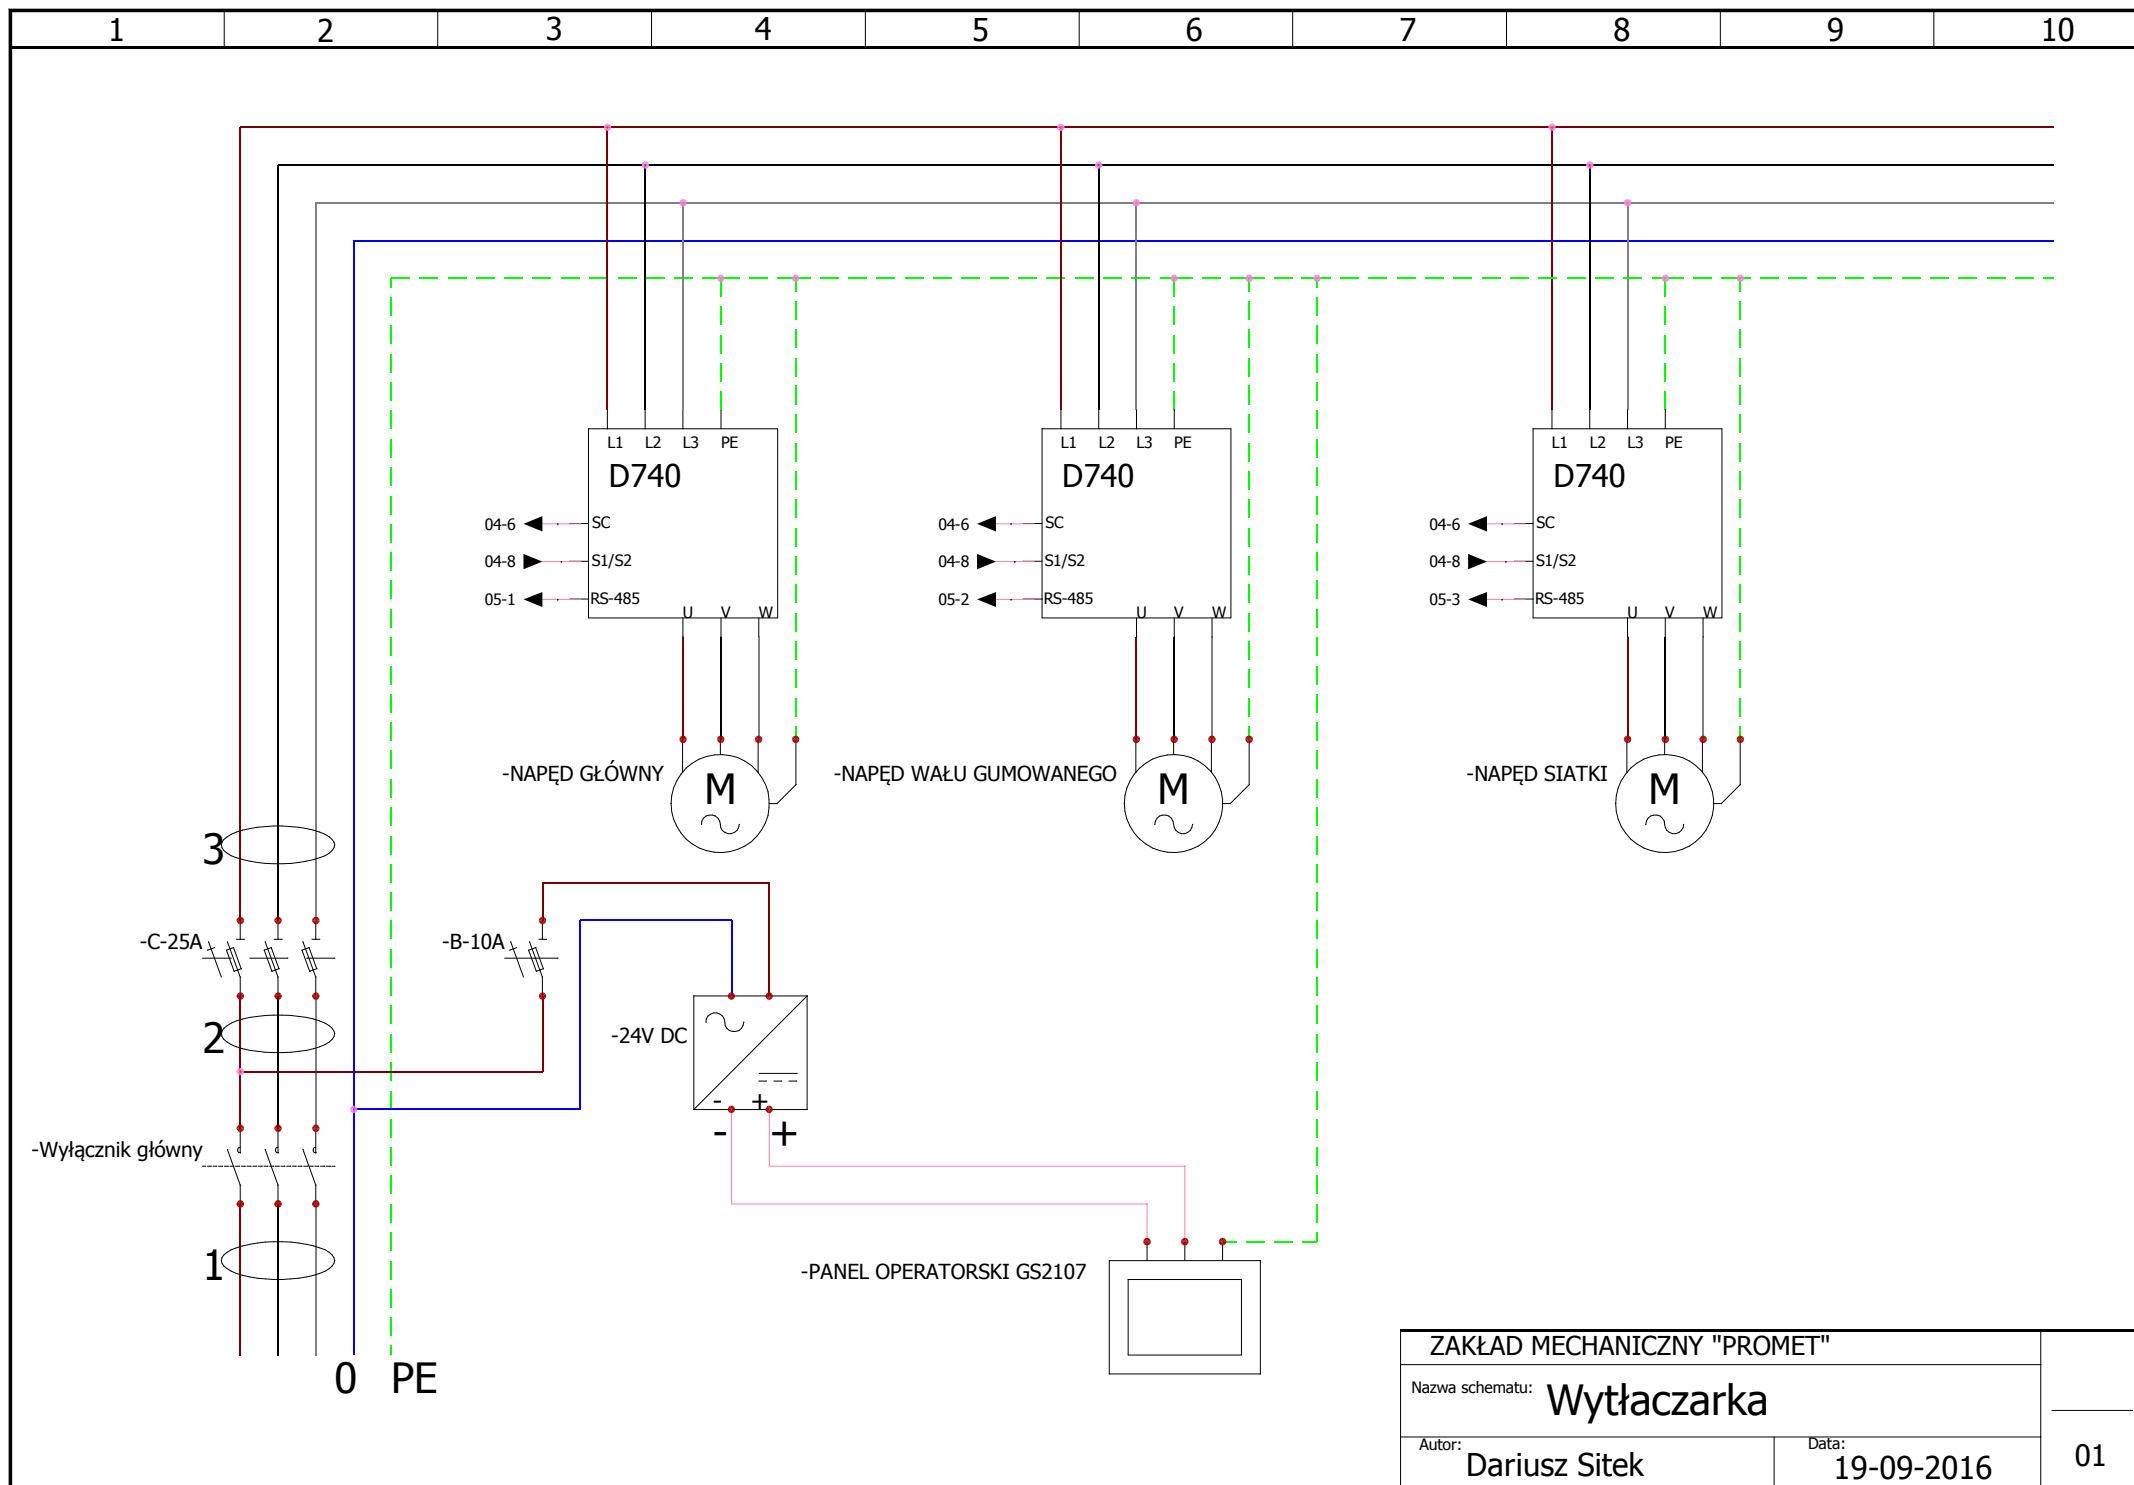 1 2 3 4 5 6 7 8 9 10
L1 L2 L3 PE
D740
04-6 SC
04-8 S1/S2
05-1 RS-485
U V W
L1 L2 L3 PE
D740
04-6 SC
04-8 S1/S2
05-2 RS-485
U V W
L1 L2 L3 PE
D740
04-6 SC
04-8 S1/S2
05-3 RS-485
U V W
-NAPĘD GŁÓWNY
M
-NAPĘD WAŁU GUMOWANEGO
M
-NAPĘD SIATKI
M
3
-C-25A
-B-10A
2
-24V DC
- +
- +
-Wyłącznik główny
1
-PANEL OPERATORSKI GS2107
0 PE
ZAKŁAD MECHANICZNY "PROMET"
Nazwa schematu: Wytłaczarka
Autor: Dariusz Sitek
Data: 19-09-2016
01